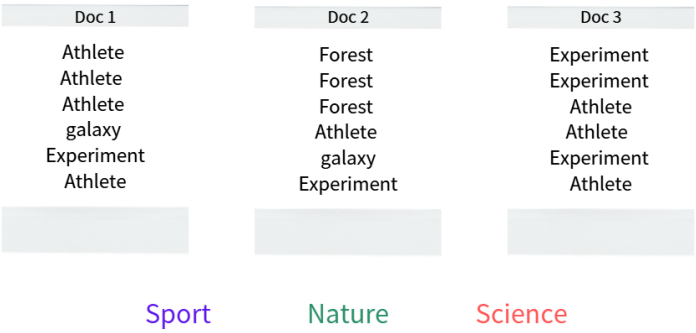 Doc 1
Athlete
Athlete
Athlete
galaxy
Experiment
Athlete
Doc 2
Forest
Forest
Forest
Athlete
galaxy
Experiment
Doc 3
Experiment
Experiment
Athlete
Athlete
Experiment
Athlete
Sport
Nature
Science